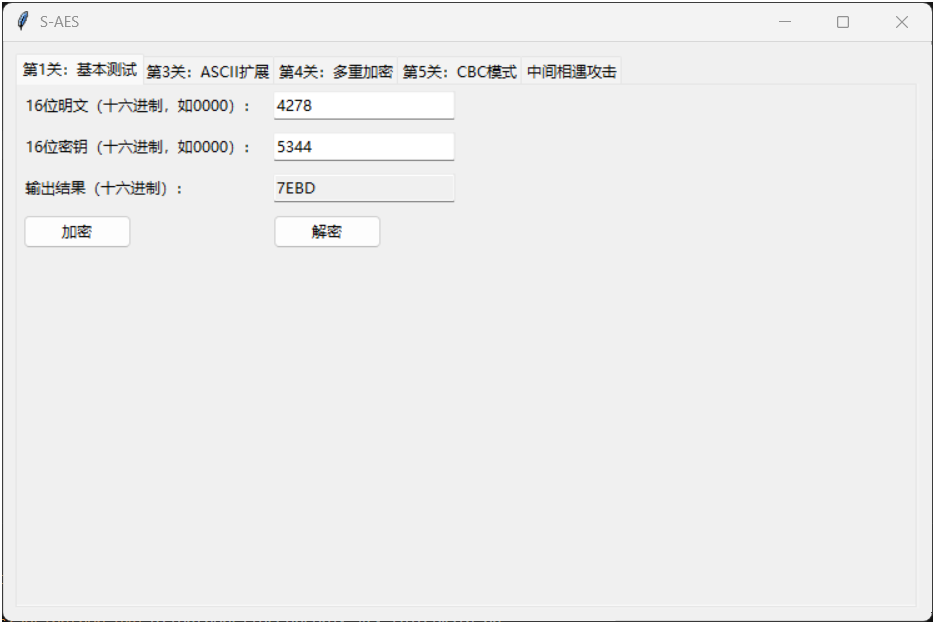 S-AES
第1关：基本测试 第3关：ASCII扩展 第4关：多重加密 第5关：CBC模式 中间相遇攻击
16位明文（十六进制，如0000）： 4278
16位密钥（十六进制，如0000）： 5344
输出结果（十六进制）： 7EBD
加密 解密